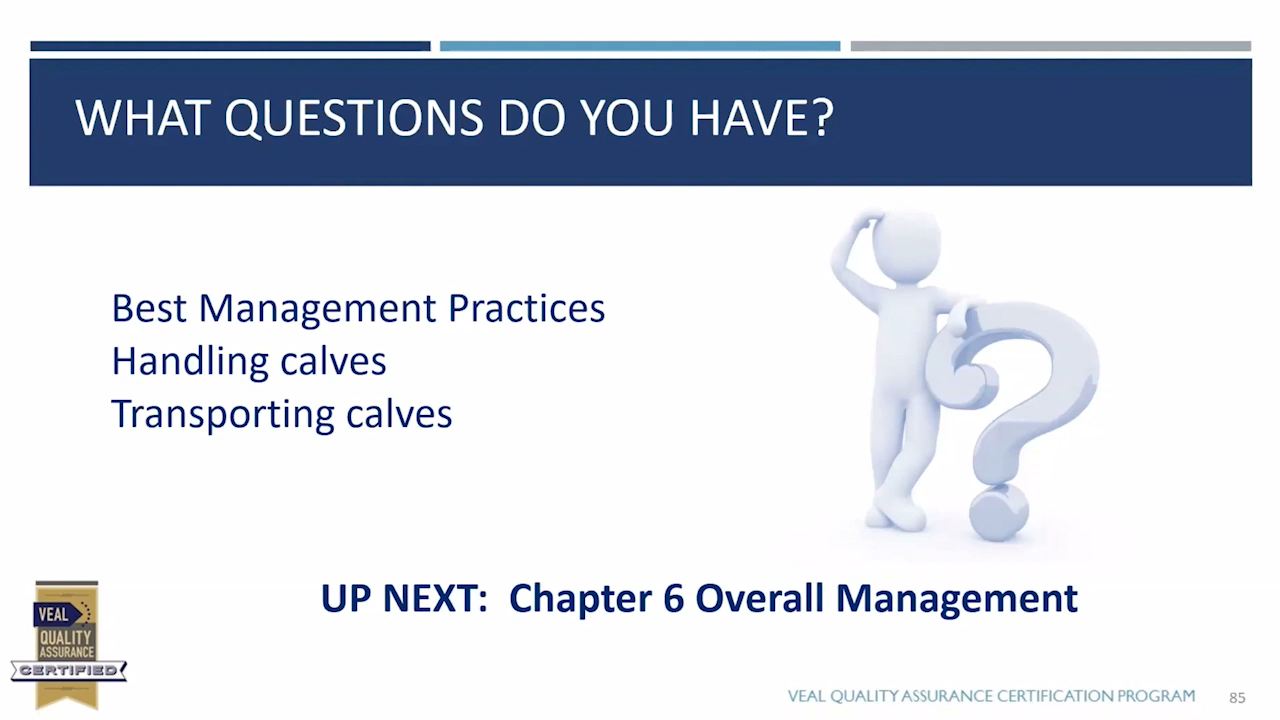 WHAT QUESTIONS DO YOU HAVE?
Best Management Practices
Handling calves
Transporting calves
UP NEXT: Chapter 6 Overall Management
VEAL
QUALITY
ASSURANCE
CERTIFIED
VEAL QUALITY ASSURANCE CERTIFICATION PROGRAM
85